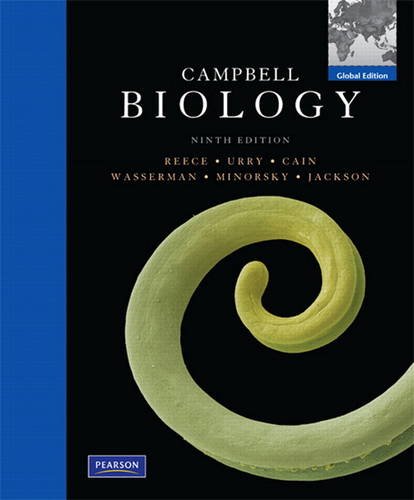 Global Edition
CAMPBELL
BIOLOGY
NINTH EDITION
REECE • URRY • CAIN
WASSERMAN • MINORSKY • JACKSON
PEARSON